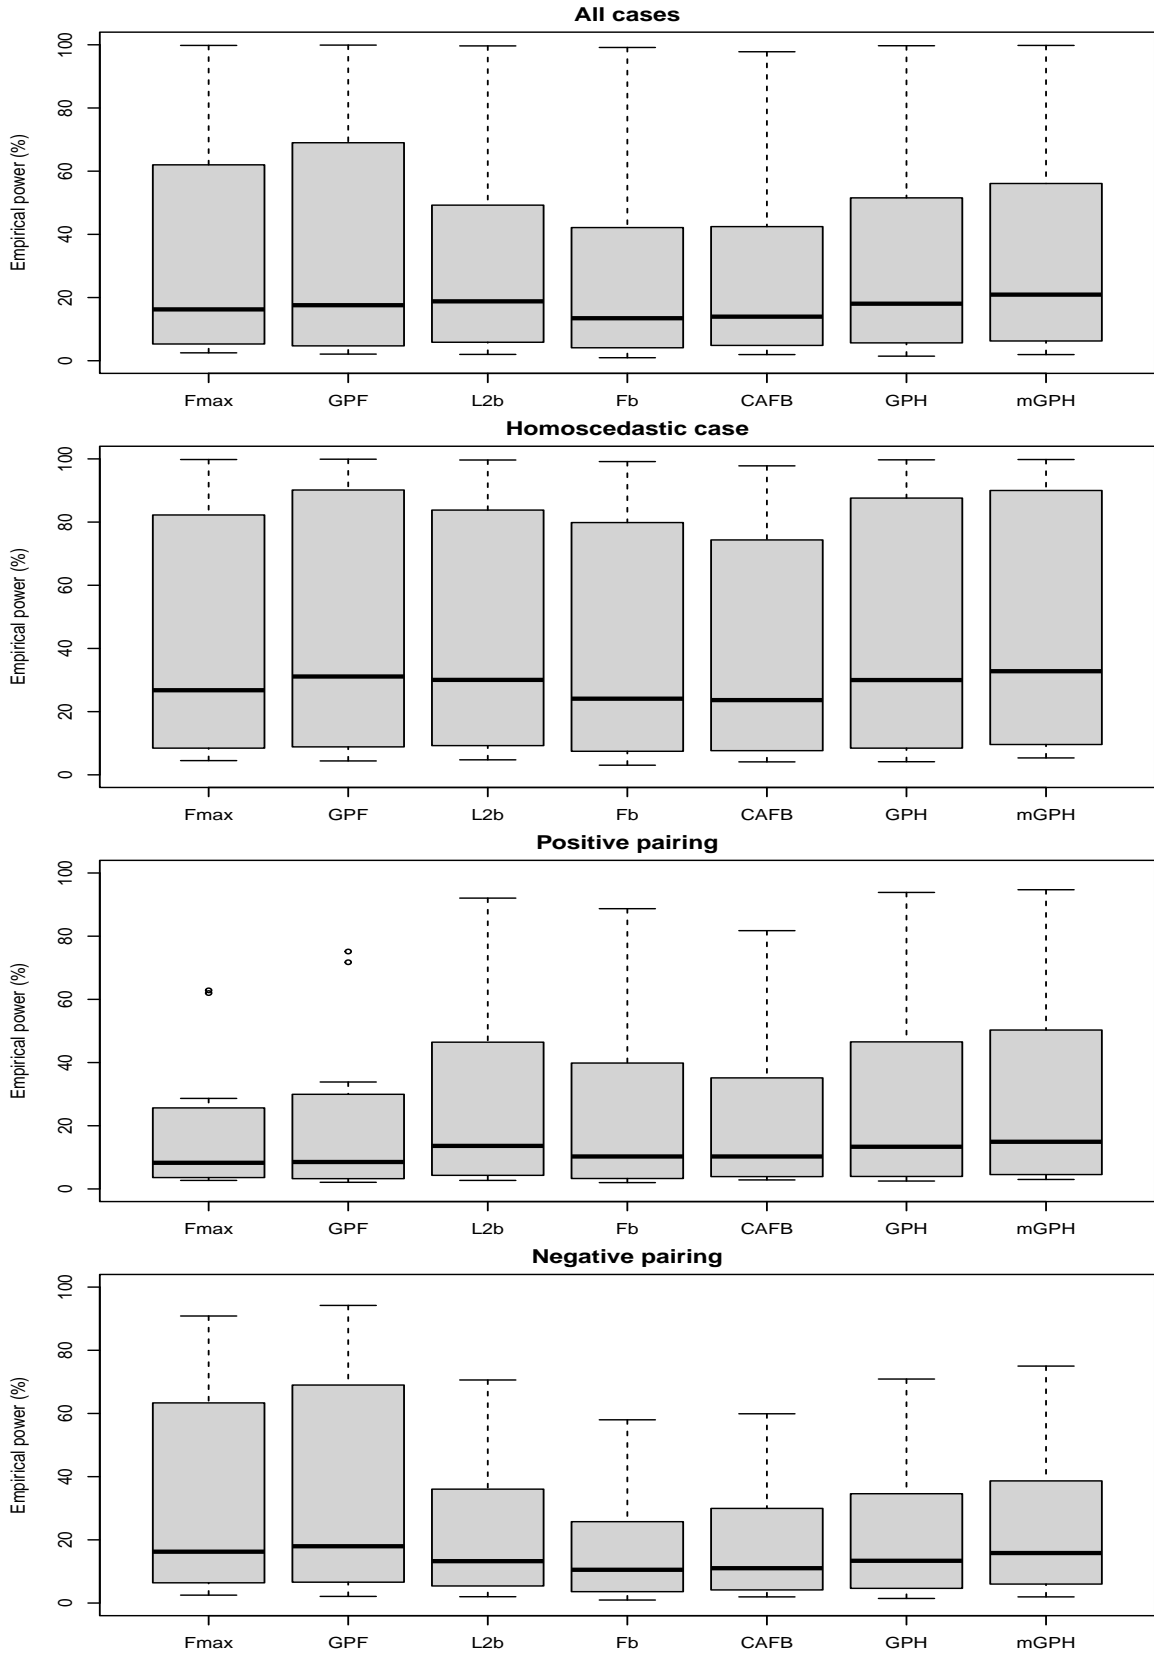 All cases
Empirical power (%)
100
80
60
40
20
0
Fmax GPF L2b Fb CAFB GPH mGPH
Homoscedastic case
Empirical power (%)
100
80
60
40
20
0
Fmax GPF L2b Fb CAFB GPH mGPH
Positive pairing
Empirical power (%)
100
80
60
40
20
0
Fmax GPF L2b Fb CAFB GPH mGPH
Negative pairing
Empirical power (%)
100
80
60
40
20
0
Fmax GPF L2b Fb CAFB GPH mGPH